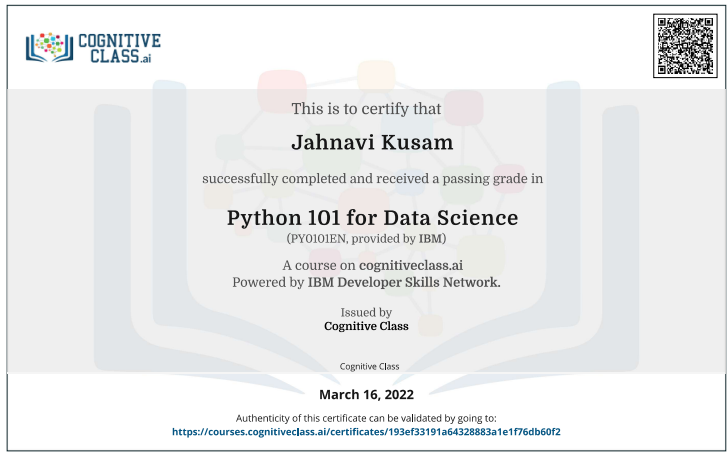 COGNITIVE
CLASS.ai
This is to certify that
Jahnavi Kusam
successfully completed and received a passing grade in
Python 101 for Data Science
(PY0101EN, provided by IBM)
A course on cognitiveclass.ai
Powered by IBM Developer Skills Network.
Issued by
Cognitive Class
Cognitive Class
March 16, 2022
Authenticity of this certificate can be validated by going to:
https://courses.cognitiveclass.ai/certificates/193ef33191a64328883a1e1f76db60f2